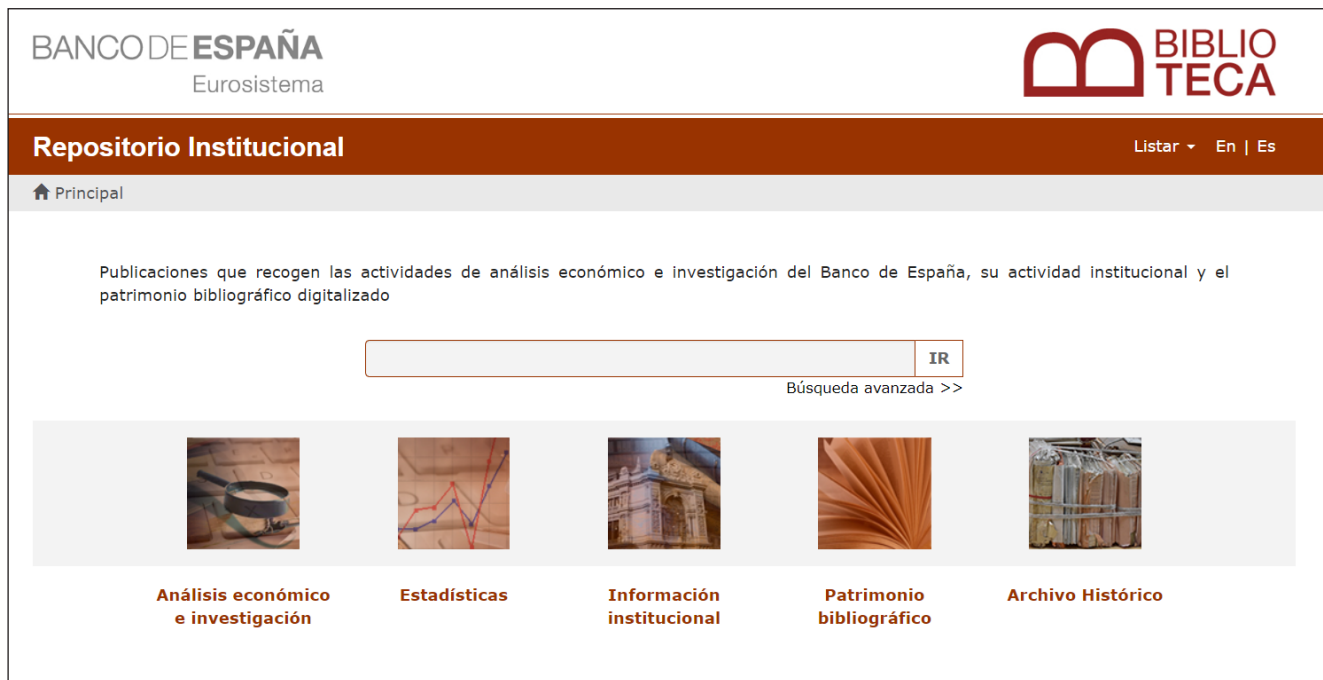 BANCO DE ESPAÑA
Eurosistema
BIBLIO
TECA
Repositorio Institucional
Listar En | Es
Principal
Publicaciones que recogen las actividades de análisis económico e investigación del Banco de España, su actividad institucional y el
patrimonio bibliográfico digitalizado
IR
Búsqueda avanzada >>
Análisis económico
e investigación
Estadísticas
Información
institucional
Patrimonio
bibliográfico
Archivo Histórico